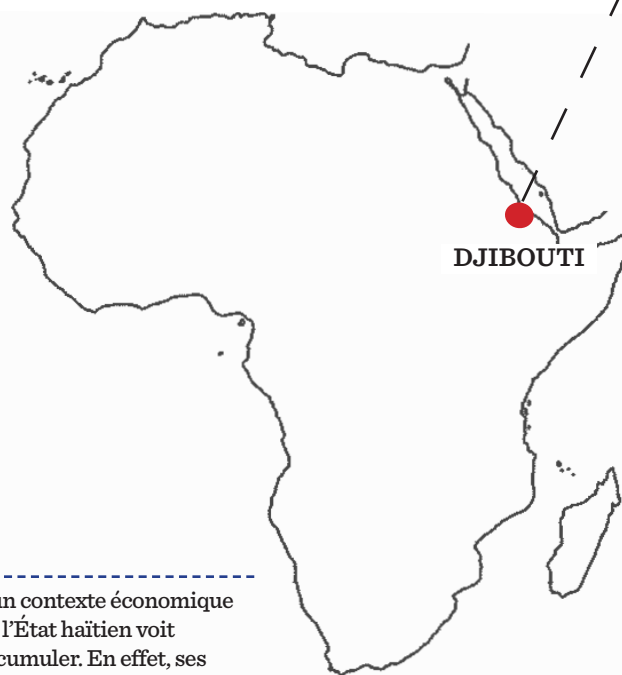 DJIBOUTI
un contexte économique
l’État haïtien voit
cumuler. En effet, ses